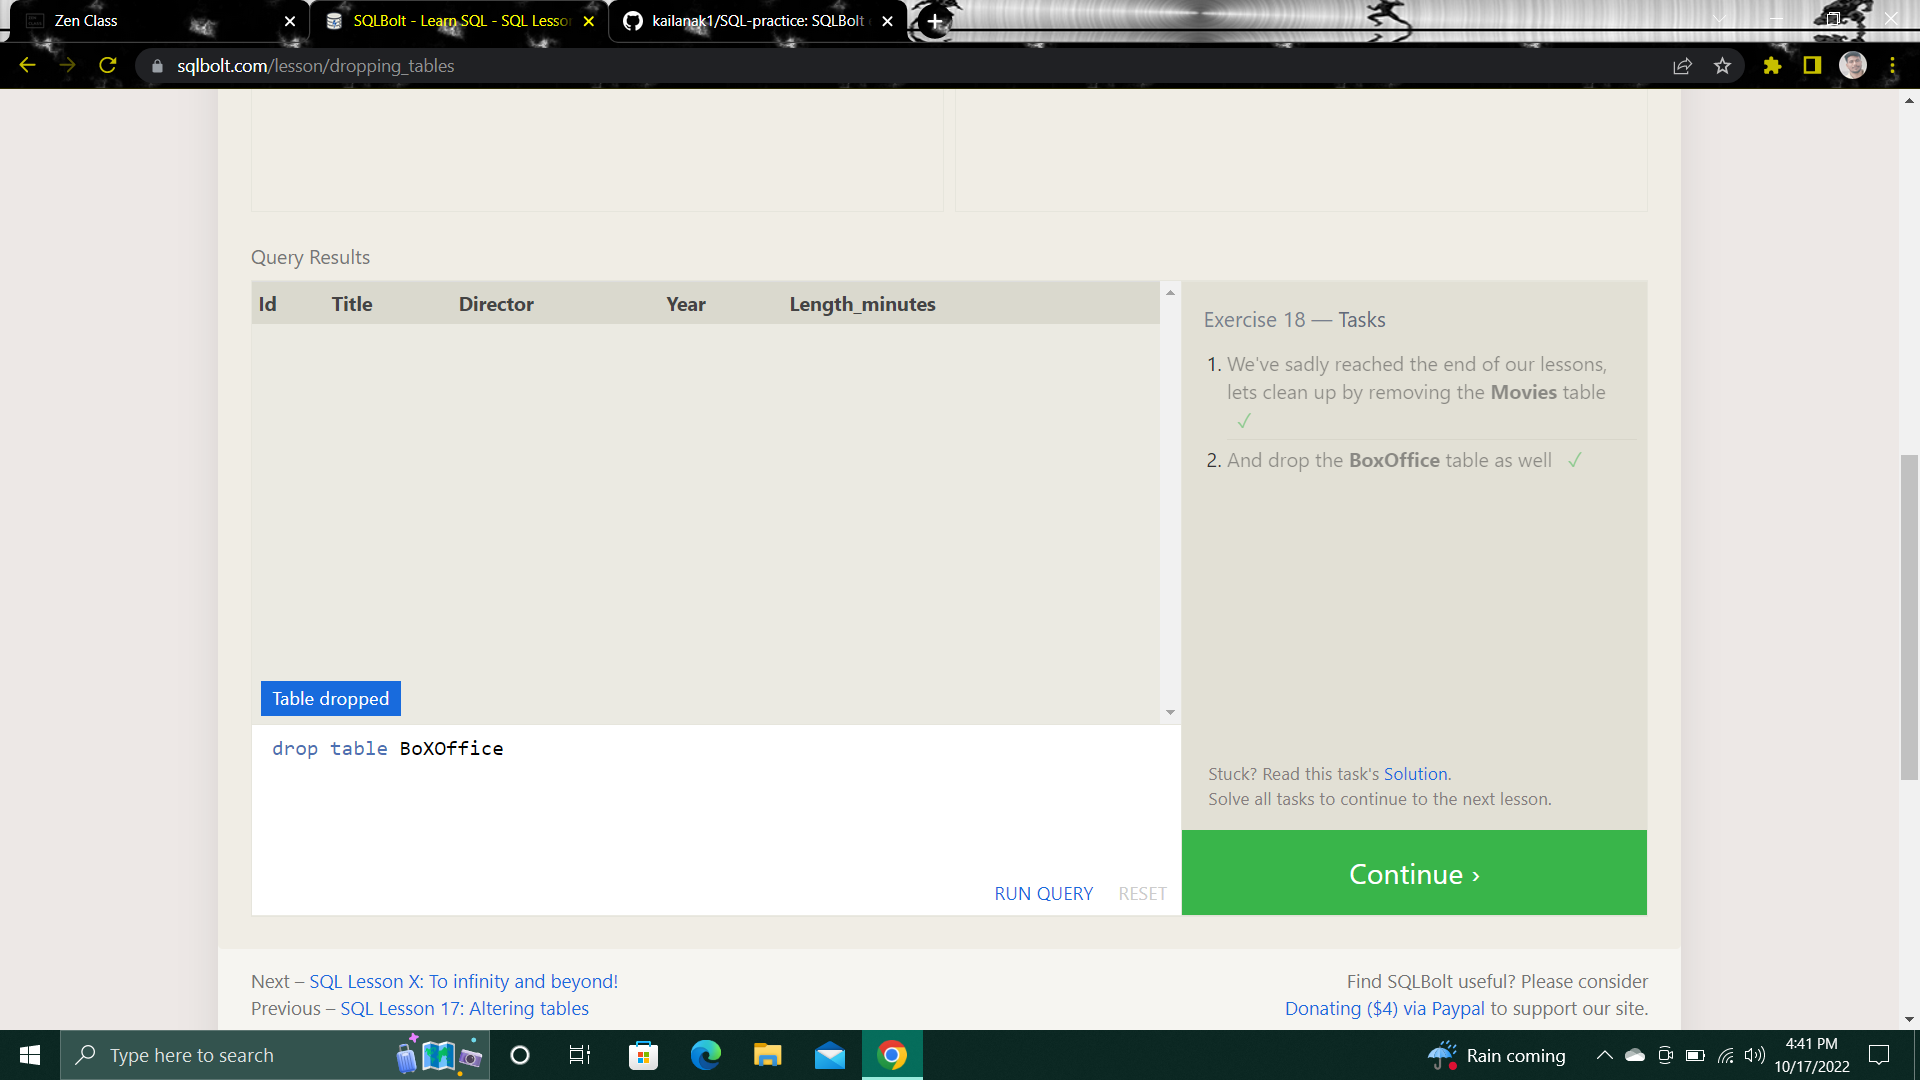 Zen Class
SQLBolt - Learn SQL - SQL Lesso
kailanak1/SQL-practice: SQLBolt
sqlbolt.com/lesson/dropping_tables
Query Results
Id Title Director Year Length_minutes
Exercise 18 — Tasks
1. We've sadly reached the end of our lessons,
lets clean up by removing the Movies table
✓
2. And drop the BoxOffice table as well ✓
Table dropped
drop table BoXOffice
Stuck? Read this task's Solution.
Solve all tasks to continue to the next lesson.
RUN QUERY RESET
Continue ›
Next – SQL Lesson X: To infinity and beyond!
Previous – SQL Lesson 17: Altering tables
Find SQLBolt useful? Please consider
Donating ($4) via Paypal to support our site.
Type here to search
Rain coming
4:41 PM
10/17/2022